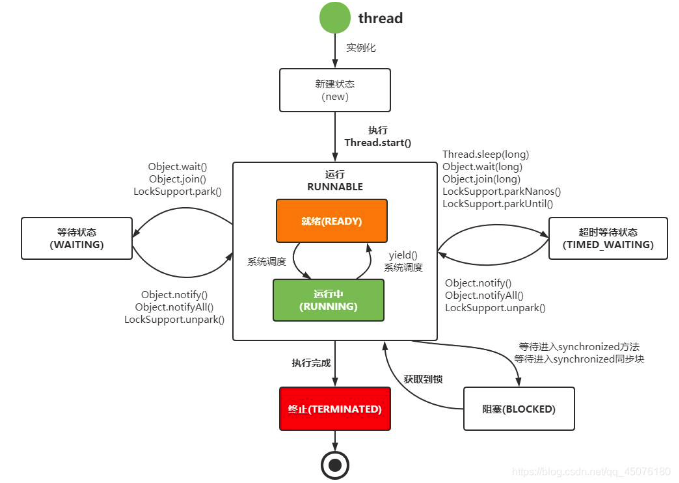 thread
实例化
新建状态
(new)
执行
Thread.start()
运行
RUNNABLE
Object.wait()
Object.join()
LockSupport.park()
Thread.sleep(long)
Object.wait(long)
Object.join(long)
LockSupport.parkNanos()
LockSupport.parkUntil()
就绪(READY)
等待状态
(WAITING)
超时等待状态
(TIMED_WAITING)
系统调度
yield()
系统调度
运行中
(RUNNING)
Object.notify()
Object.notifyAll()
LockSupport.unpark()
Object.notify()
Object.notifyAll()
LockSupport.unpark()
等待进入synchronized方法
等待进入synchronized同步块
执行完成
获取到锁
终止(TERMINATED)
阻塞(BLOCKED)
https://blog.csdn.net/qq_45076180